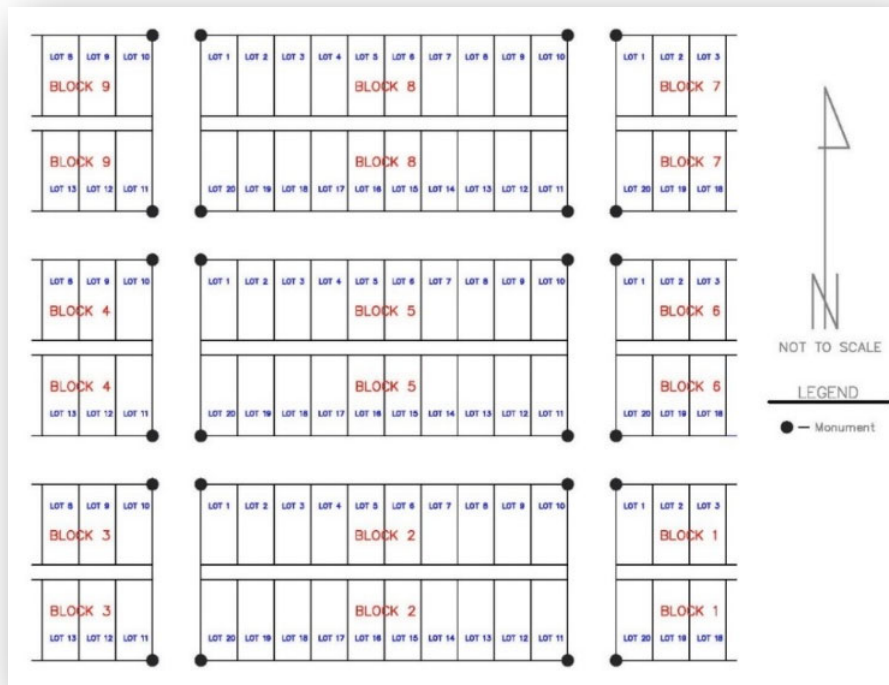 LOT 8 LOT 9 LOT 10 LOT 1 LOT 2 LOT 3 LOT 4 LOT 5 LOT 6 LOT 7 LOT 8 LOT 9 LOT 10 LOT 1 LOT 2 LOT 3
BLOCK 9 BLOCK 8 BLOCK 7
BLOCK 9 BLOCK 8 BLOCK 7
LOT 13 LOT 12 LOT 11 LOT 20 LOT 19 LOT 18 LOT 17 LOT 16 LOT 15 LOT 14 LOT 13 LOT 12 LOT 11 LOT 20 LOT 19 LOT 18
LOT 8 LOT 9 LOT 10 LOT 1 LOT 2 LOT 3 LOT 4 LOT 5 LOT 6 LOT 7 LOT 8 LOT 9 LOT 10 LOT 1 LOT 2 LOT 3
BLOCK 4 BLOCK 5 BLOCK 6
N
NOT TO SCALE
BLOCK 4 BLOCK 5 BLOCK 6
LEGEND
LOT 13 LOT 12 LOT 11 LOT 20 LOT 19 LOT 18 LOT 17 LOT 16 LOT 15 LOT 14 LOT 13 LOT 12 LOT 11 LOT 20 LOT 19 LOT 18
— Monument
LOT 8 LOT 9 LOT 10 LOT 1 LOT 2 LOT 3 LOT 4 LOT 5 LOT 6 LOT 7 LOT 8 LOT 9 LOT 10 LOT 1 LOT 2 LOT 3
BLOCK 3 BLOCK 2 BLOCK 1
BLOCK 3 BLOCK 2 BLOCK 1
LOT 13 LOT 12 LOT 11 LOT 20 LOT 19 LOT 18 LOT 17 LOT 16 LOT 15 LOT 14 LOT 13 LOT 12 LOT 11 LOT 20 LOT 19 LOT 18